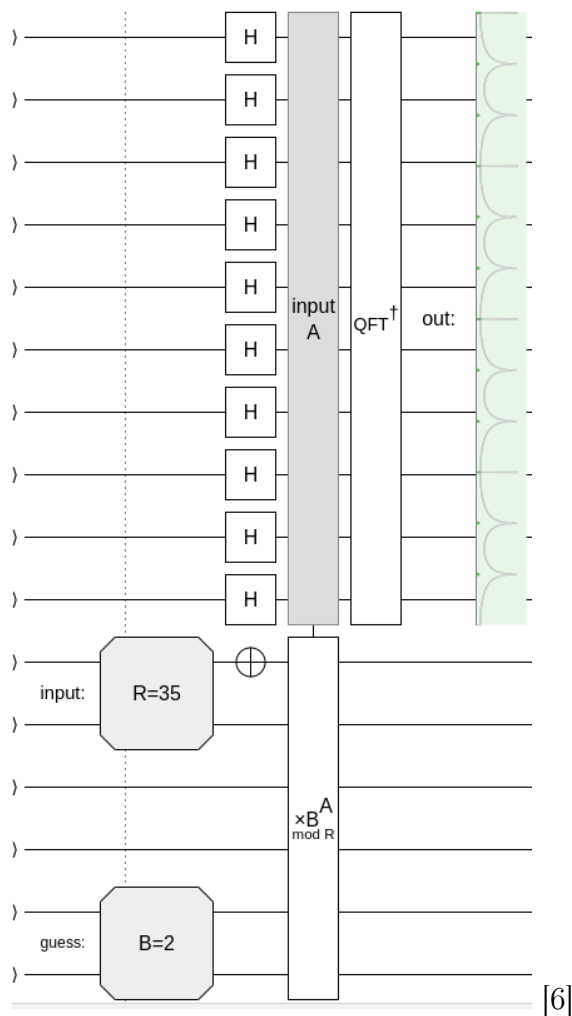 H
H
H
H
H
input
A
QFT†
out:
H
H
H
H
H
input:
R=35
×B^A
mod R
guess:
B=2
[6]